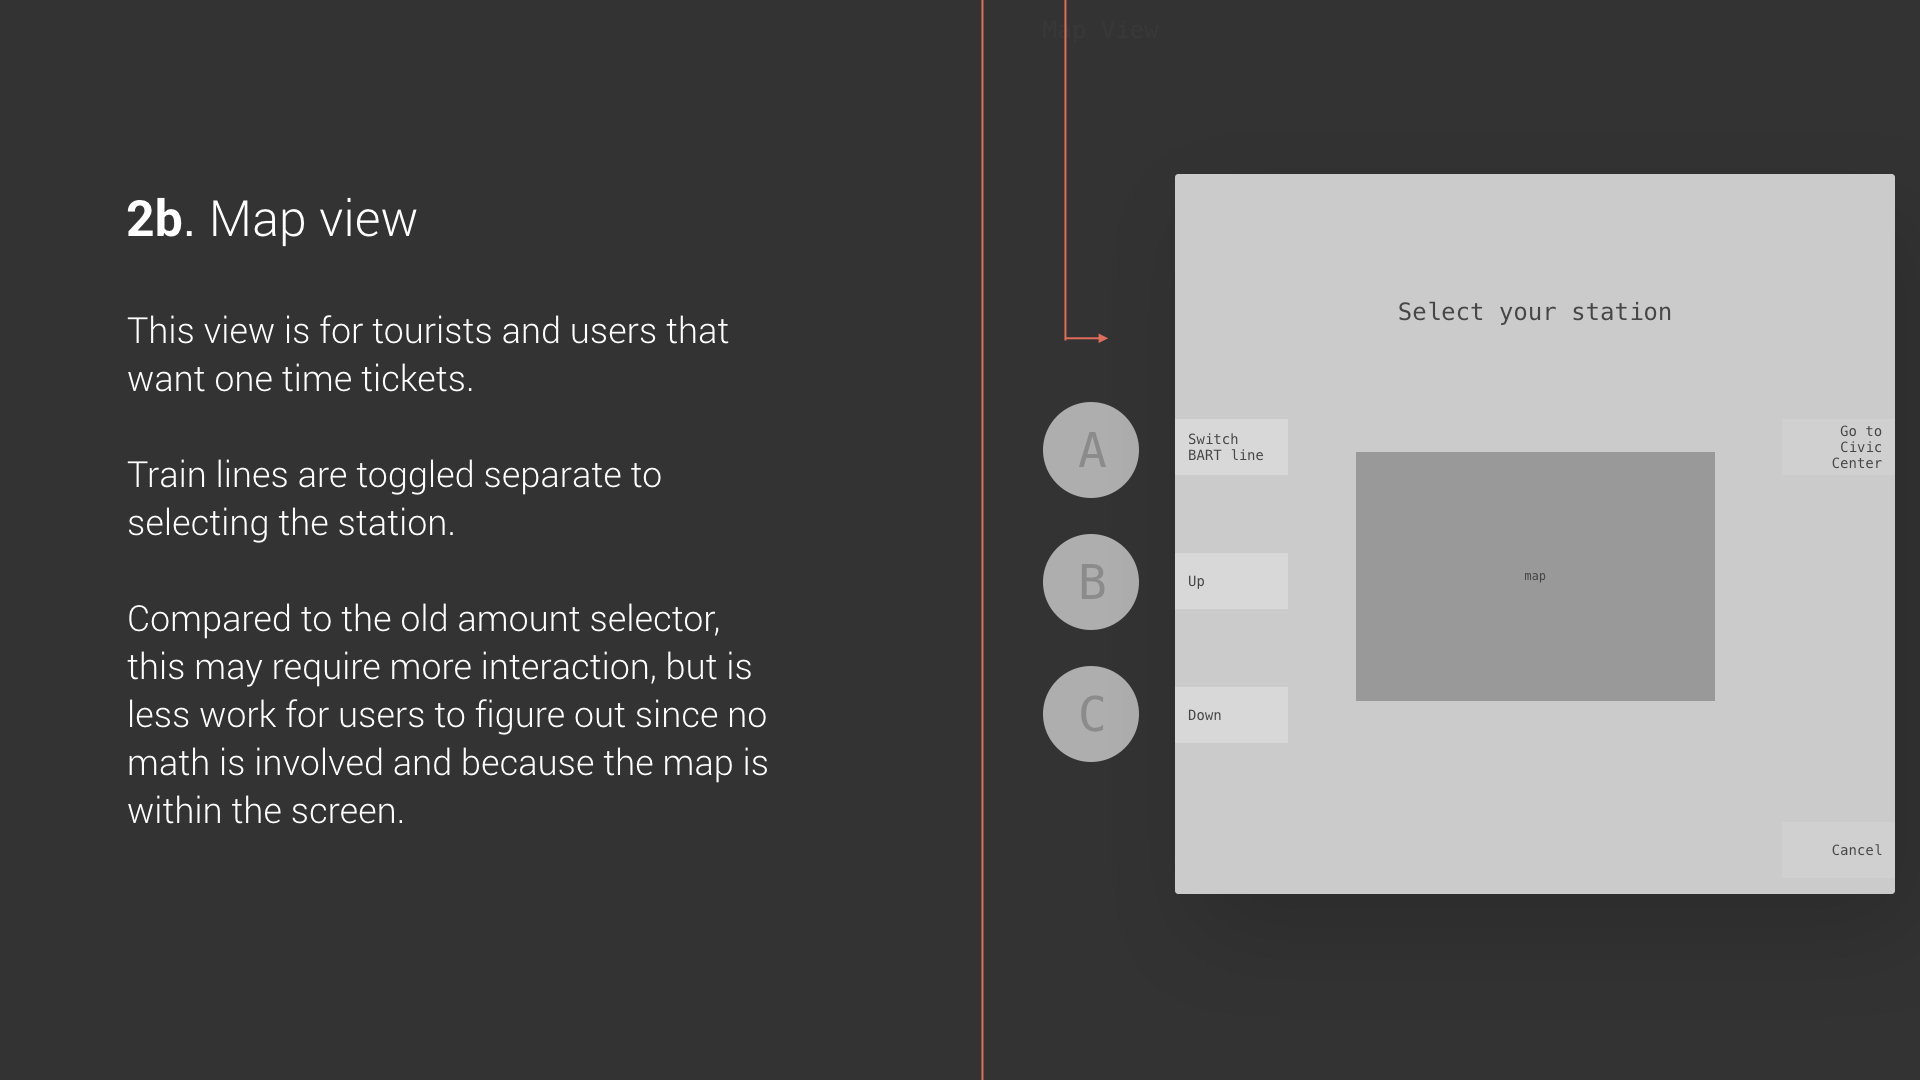 2b. Map view
This view is for tourists and users that
want one time tickets.
Train lines are toggled separate to
selecting the station.
Compared to the old amount selector,
this may require more interaction, but is
less work for users to figure out since no
math is involved and because the map is
within the screen.
Map View
Select your station
A
Switch
BART line
Go to
Civic
Center
B
Up
map
C
Down
Cancel